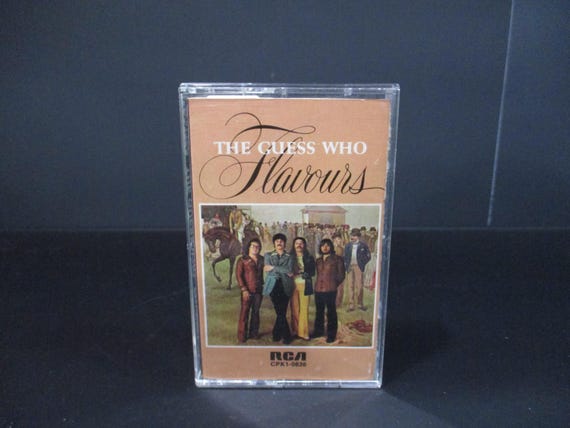 THE GUESS WHO
Flavours
RCA
CPK1-0636